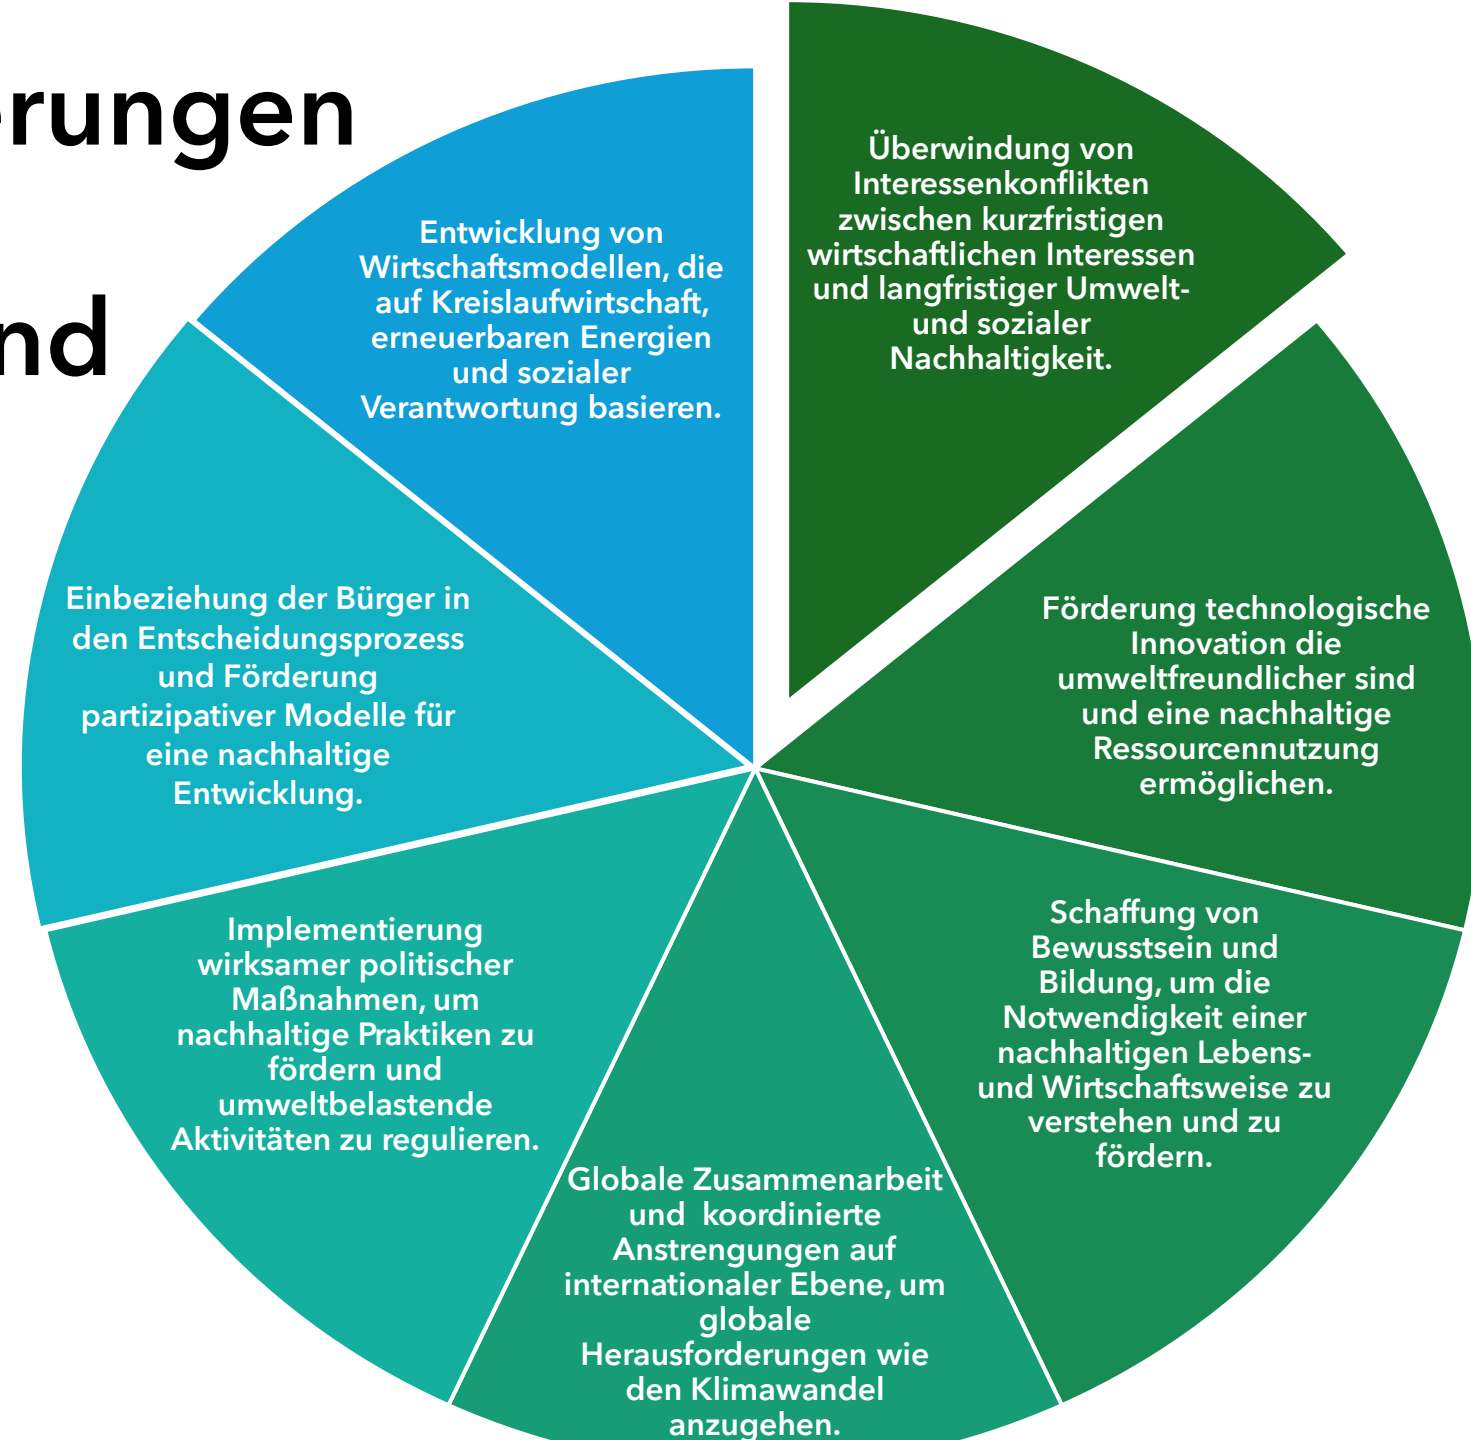 erungen
nd
Überwindung von
Interessenkonflikten
zwischen kurzfristigen
wirtschaftlichen Interessen
und langfristiger Umwelt-
und sozialer
Nachhaltigkeit.
Förderung technologische
Innovation die
umweltfreundlicher sind
und eine nachhaltige
Ressourcennutzung
ermöglichen.
Schaffung von
Bewusstsein und
Bildung, um die
Notwendigkeit einer
nachhaltigen Lebens-
und Wirtschaftsweise zu
verstehen und zu
fördern.
Globale Zusammenarbeit
und  koordinierte
Anstrengungen auf
internationaler Ebene, um
globale
Herausforderungen wie
den Klimawandel
anzugehen.
Implementierung
wirksamer politischer
Maßnahmen, um
nachhaltige Praktiken zu
fördern und
umweltbelastende
Aktivitäten zu regulieren.
Einbeziehung der Bürger in
den Entscheidungsprozess
und Förderung
partizipativer Modelle für
eine nachhaltige
Entwicklung.
Entwicklung von
Wirtschaftsmodellen, die
auf Kreislaufwirtschaft,
erneuerbaren Energien
und sozialer
Verantwortung basieren.